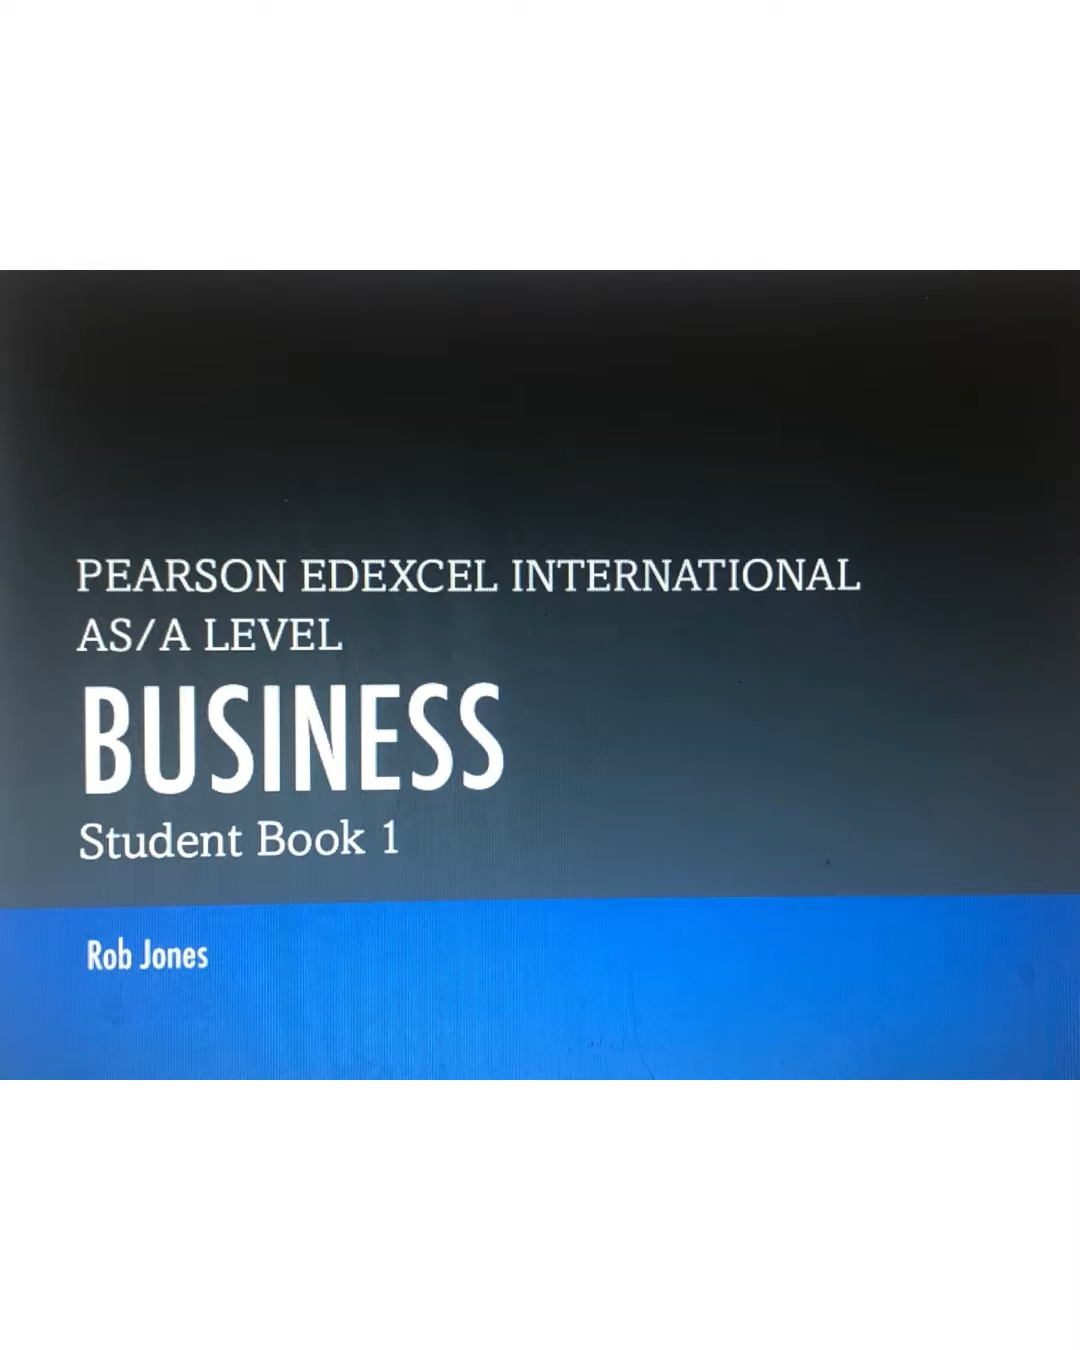 PEARSON EDEXCEL INTERNATIONAL
AS/A LEVEL
BUSINESS
Student Book 1
Rob Jones